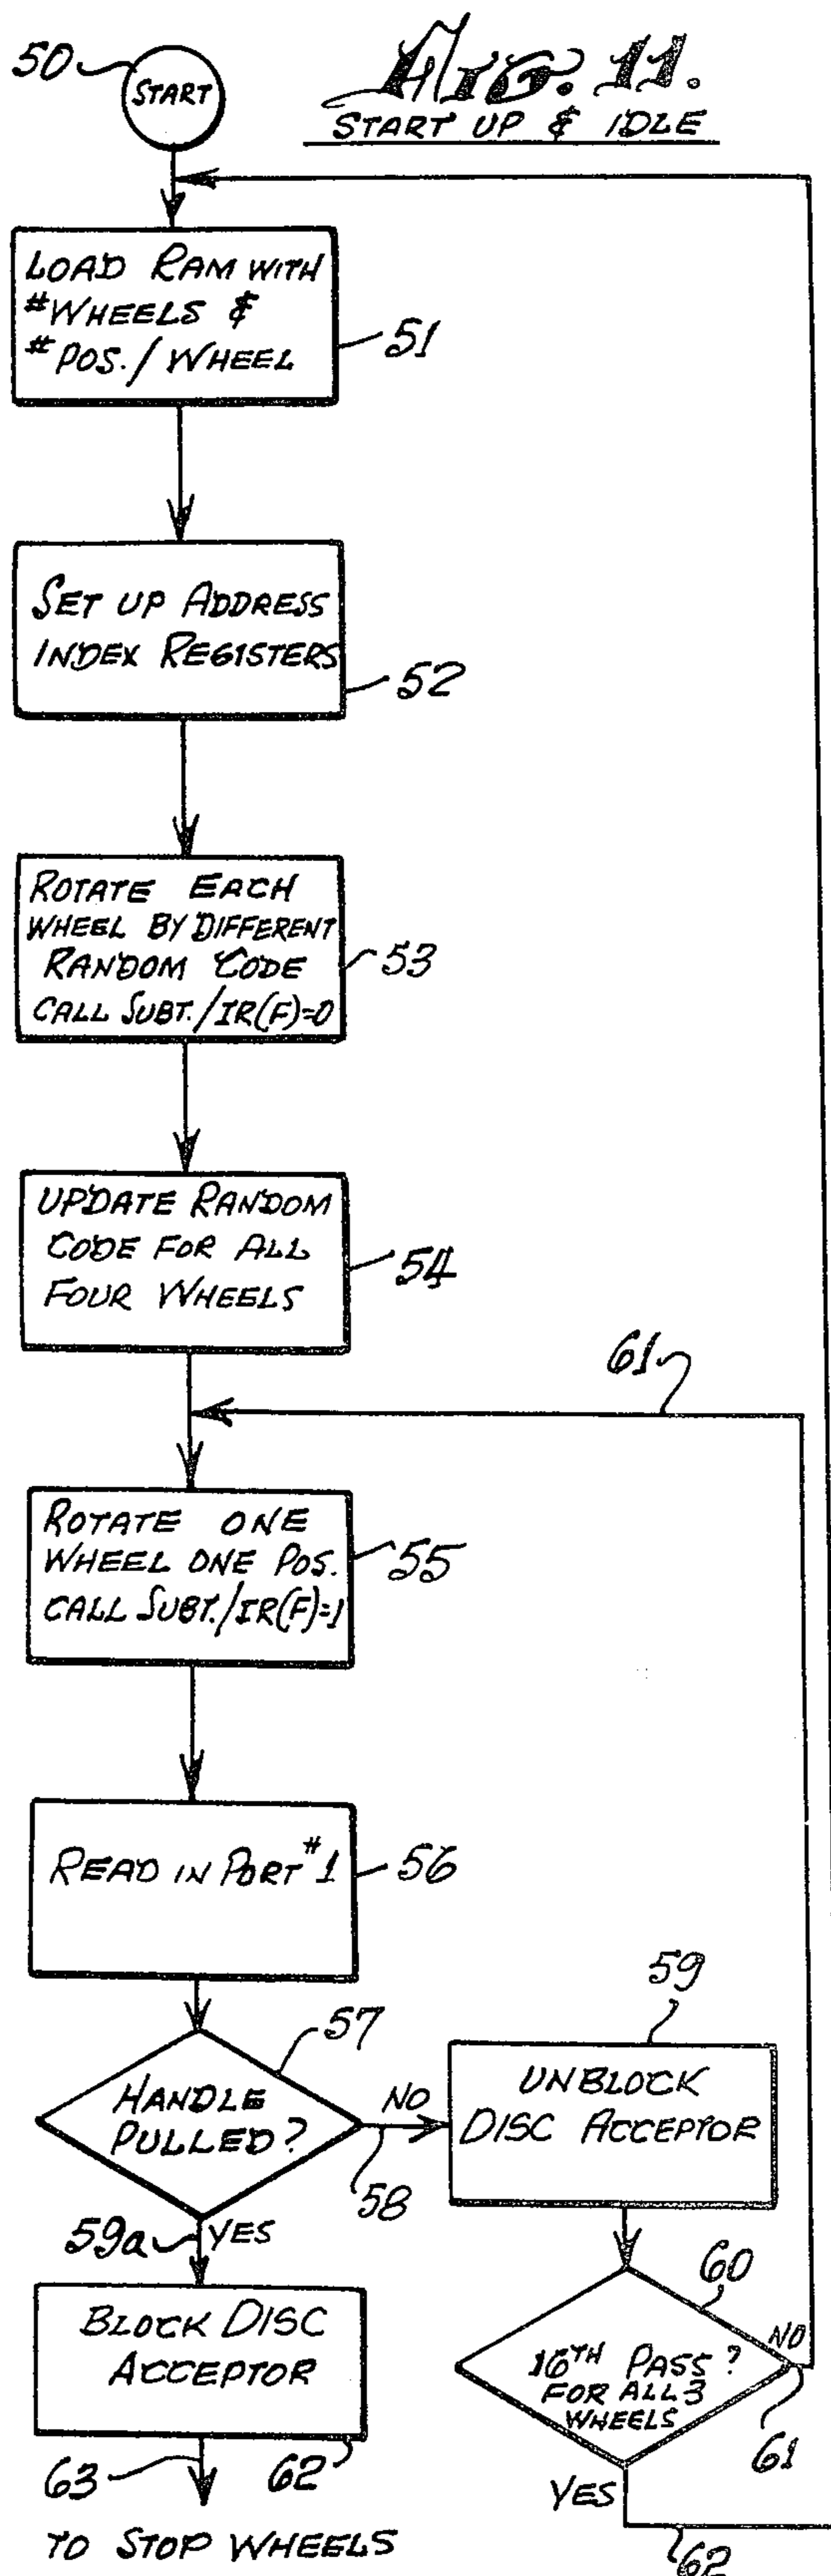 50
START
FIG. 11.
START UP & IDLE
LOAD RAM WITH
#WHEELS &
# POS./WHEEL
51
SET UP ADDRESS
INDEX REGISTERS
52
ROTATE EACH
WHEEL BY DIFFERENT
RANDOM CODE
CALL SUBT./IR(F)=0
53
UPDATE RANDOM
CODE FOR ALL
FOUR WHEELS
54
61
ROTATE ONE
WHEEL ONE POS.
CALL SUBT./IR(F)=1
55
READ IN PORT #1
56
57
HANDLE
PULLED?
NO
58
59
UNBLOCK
DISC ACCEPTOR
59a
YES
60
16TH PASS?
FOR ALL 3
WHEELS
NO
61
BLOCK DISC
ACCEPTOR
63
62
YES
62
TO STOP WHEELS